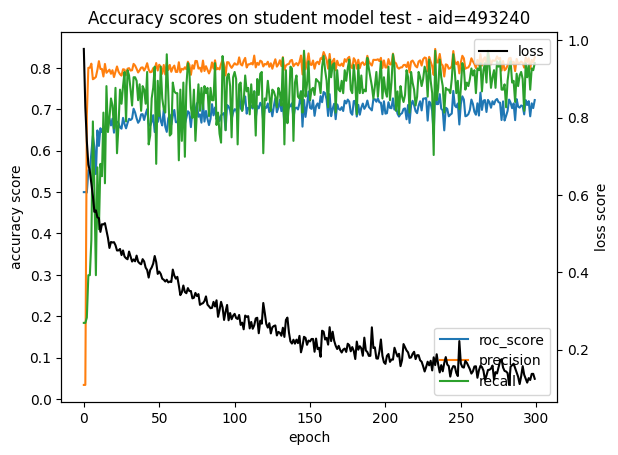 Accuracy scores on student model test - aid=493240
loss
roc_score
precision
recall
accuracy score
0.0
0.1
0.2
0.3
0.4
0.5
0.6
0.7
0.8
loss score
0.2
0.4
0.6
0.8
1.0
0 50 100 150 200 250 300
epoch